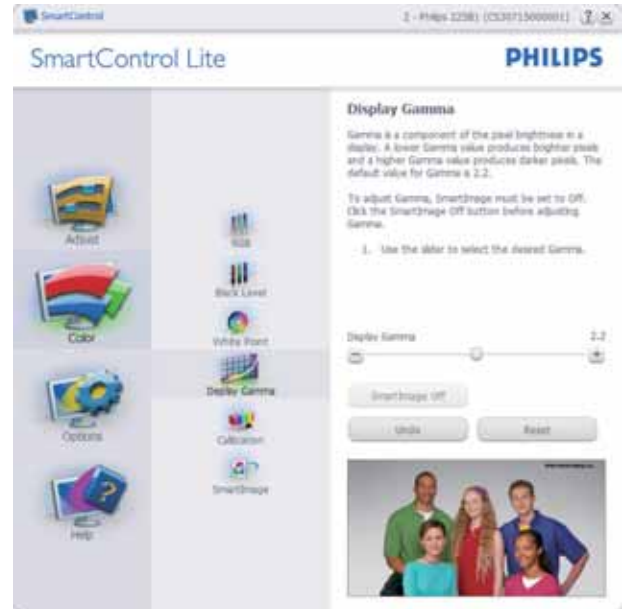 SmartControl
SmartControl Lite
PHILIPS
Adjust
Color
Options
Help
RGB
Black Level
White Point
Display Gamma
Calibration
SmartImage
Display Gamma
Gamma is a component of the pixel brightness in a
display. A lower Gamma value produces brighter pixels
and a higher Gamma value produces darker pixels. The
default value for Gamma is 2.2.
To adjust Gamma, SmartImage must be set to Off.
Click the SmartImage Off button before adjusting
Gamma.
1. Use the slider to select the desired Gamma.
Display Gamma 2.2
SmartImage Off
Undo Reset